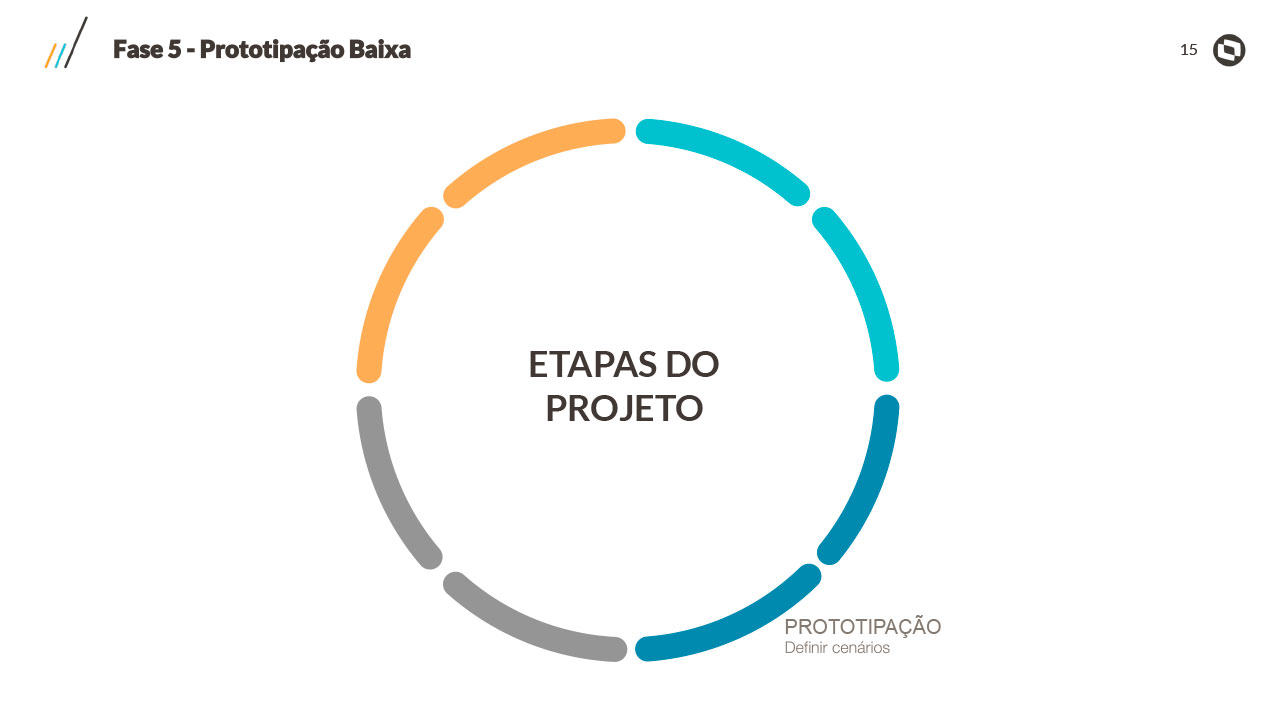 Fase 5 - Prototipação Baixa
15
ETAPAS DO
PROJETO
PROTOTIPAÇÃO
Definir cenários